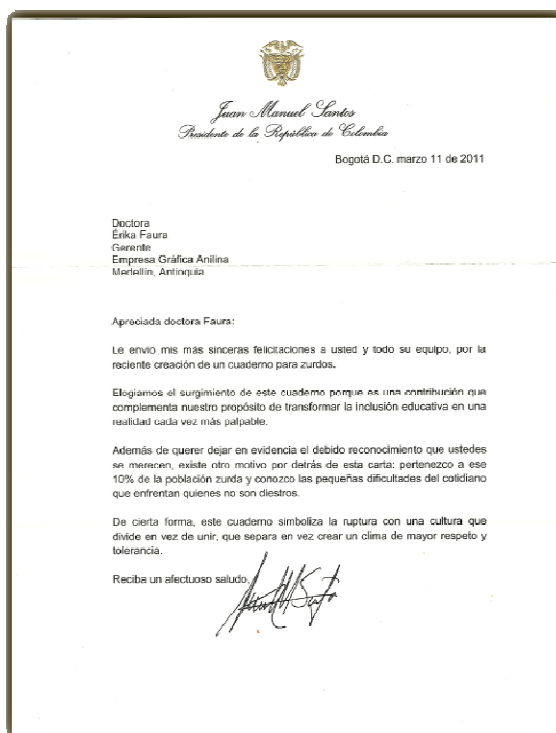 Juan Manuel Santos
Presidente de la República de Colombia
Bogotá D.C. marzo 11 de 2011
Doctora
Érika Faura
Gerente
Empresa Gráfica Anilina
Medellín, Antioquia
Apreciada doctora Faura:
Le envío mis más sinceras felicitaciones a usted y todo su equipo, por la
reciente creación de un cuaderno para zurdos.
Elogiamos el surgimiento de este cuaderno porque es una contribución que
complementa nuestro propósito de transformar la inclusión educativa en una
realidad cada vez más palpable.
Además de querer dejar en evidencia el debido reconocimiento que ustedes
se merecen, existe otro motivo por detrás de esta carta: pertenezco a ese
10% de la población zurda y conozco las pequeñas dificultades del cotidiano
que enfrentan quienes no son diestros.
De cierta forma, este cuaderno simboliza la ruptura con una cultura que
divide en vez de unir, que separa en vez crear un clima de mayor respeto y
tolerancia.
Reciba un afectuoso saludo,